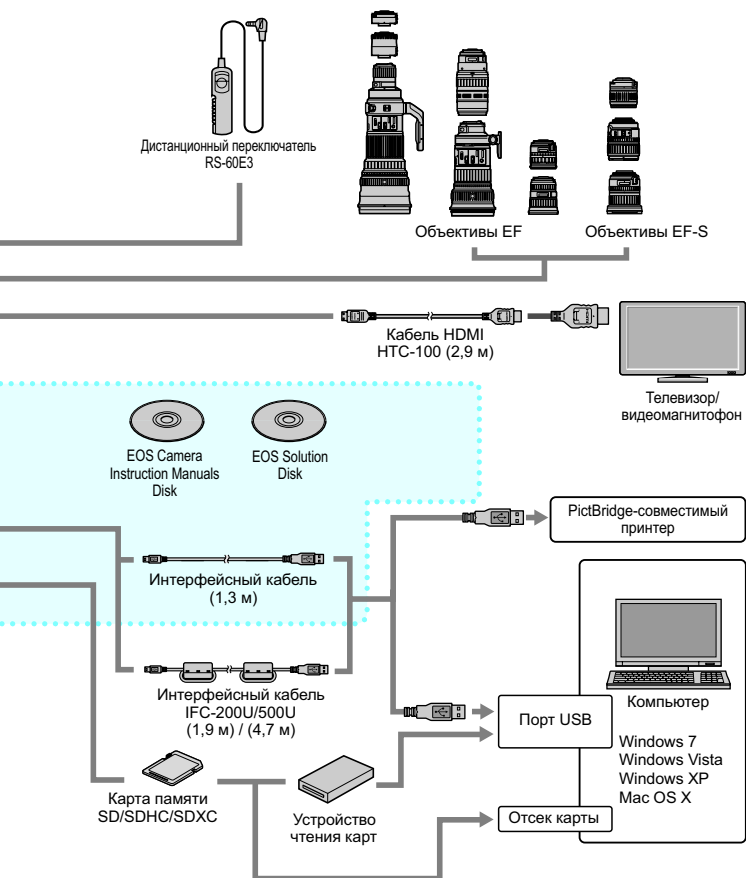 Дистанционный переключатель
RS-60E3
Объективы EF
Объективы EF-S
Кабель HDMI
HTC-100 (2,9 м)
Телевизор/
видеомагнитофон
EOS Camera
Instruction Manuals
Disk
EOS Solution
Disk
PictBridge-совместимый
принтер
Интерфейсный кабель
(1,3 м)
Интерфейсный кабель
IFC-200U/500U
(1,9 м) / (4,7 м)
Порт USB
Компьютер
Windows 7
Windows Vista
Windows XP
Mac OS X
Карта памяти
SD/SDHC/SDXC
Устройство
чтения карт
Отсек карты